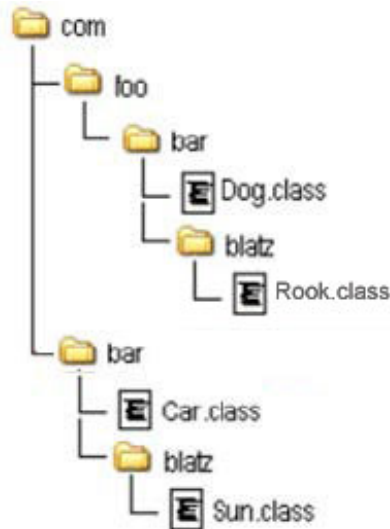 com
foo
bar
Dog.class
blatz
Rook.class
bar
Car.class
blatz
Sun.class